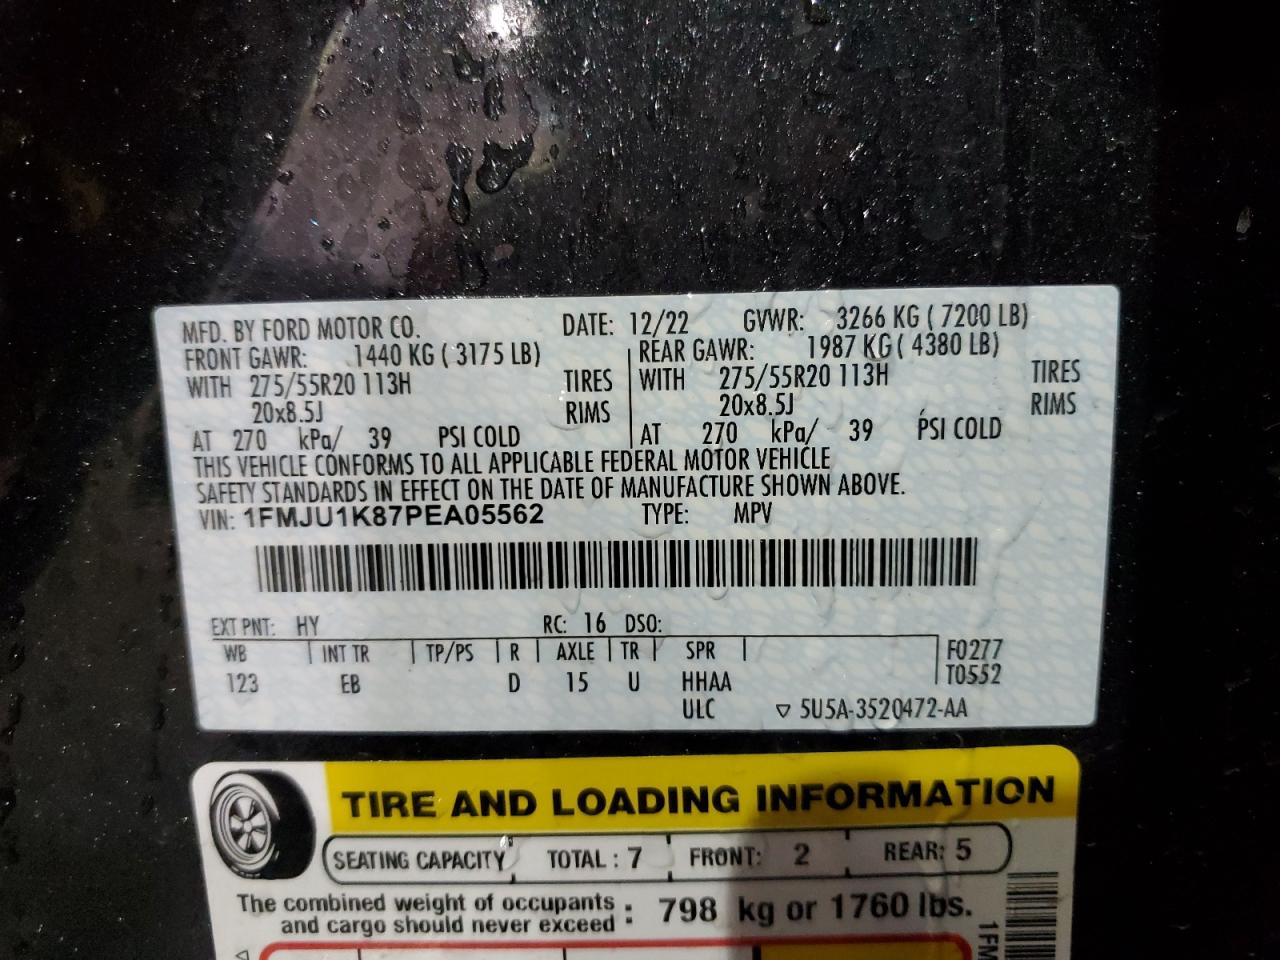 MFD. BY FORD MOTOR CO. DATE: 12/22 GVWR: 3266 KG ( 7200 LB)
FRONT GAWR: 1440 KG ( 3175 LB) REAR GAWR: 1987 KG ( 4380 LB)
WITH 275/55R20 113H TIRES WITH 275/55R20 113H TIRES
20x8.5J RIMS 20x8.5J RIMS
AT 270 kPa/ 39 PSI COLD AT 270 kPa/ 39 PSI COLD
THIS VEHICLE CONFORMS TO ALL APPLICABLE FEDERAL MOTOR VEHICLE
SAFETY STANDARDS IN EFFECT ON THE DATE OF MANUFACTURE SHOWN ABOVE.
VIN: 1FMJU1K87PEA05562 TYPE: MPV
EXT PNT: HY RC: 16 DSO:
WB INT TR TP/PS R AXLE TR SPR F0277
123 EB D 15 U HHAA T0552
ULC ▽ 5U5A-3520472-AA
TIRE AND LOADING INFORMATION
SEATING CAPACITY TOTAL : 7 FRONT: 2 REAR: 5
The combined weight of occupants
and cargo should never exceed : 798 kg or 1760 lbs.
1FM